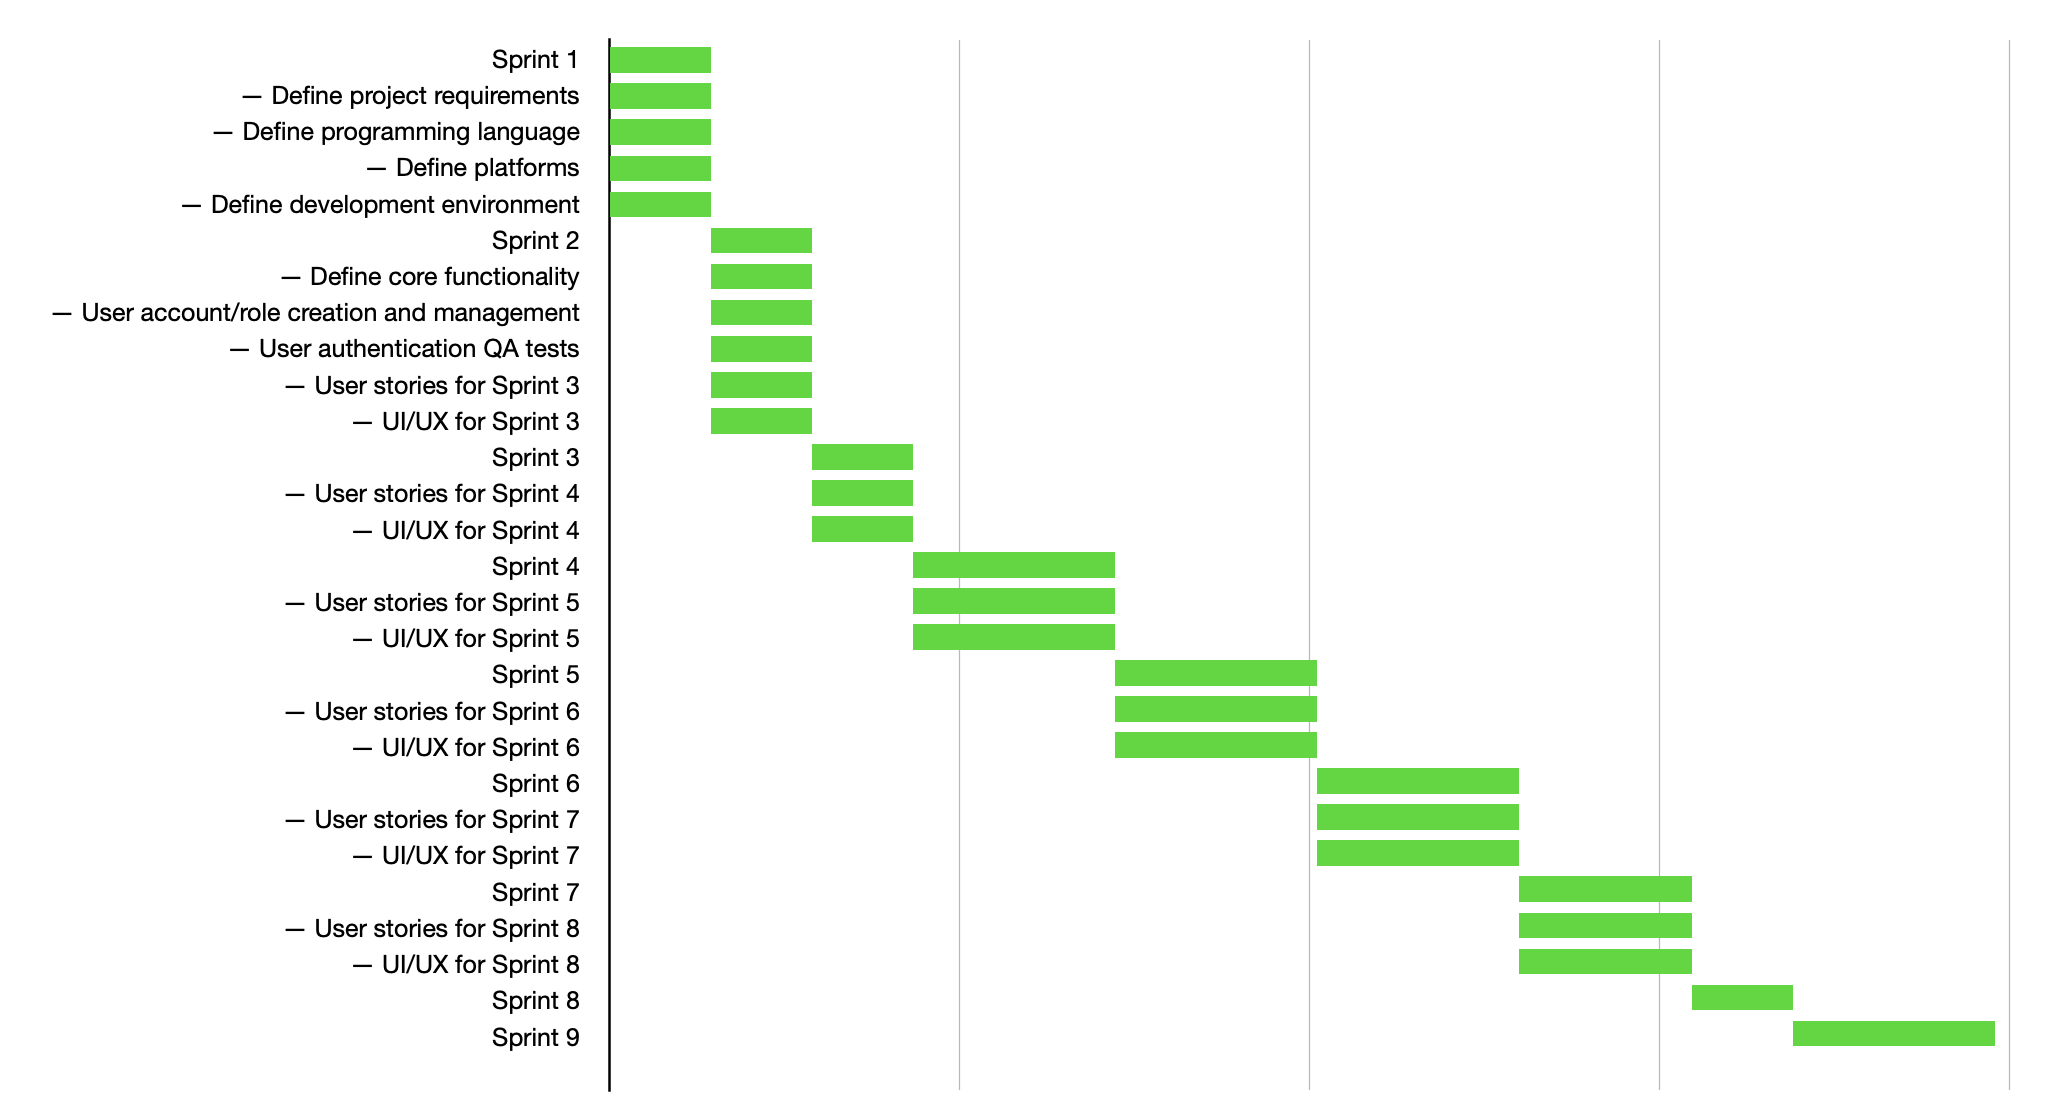 Sprint 1
— Define project requirements
— Define programming language
— Define platforms
— Define development environment
Sprint 2
— Define core functionality
— User account/role creation and management
— User authentication QA tests
— User stories for Sprint 3
— UI/UX for Sprint 3
Sprint 3
— User stories for Sprint 4
— UI/UX for Sprint 4
Sprint 4
— User stories for Sprint 5
— UI/UX for Sprint 5
Sprint 5
— User stories for Sprint 6
— UI/UX for Sprint 6
Sprint 6
— User stories for Sprint 7
— UI/UX for Sprint 7
Sprint 7
— User stories for Sprint 8
— UI/UX for Sprint 8
Sprint 8
Sprint 9